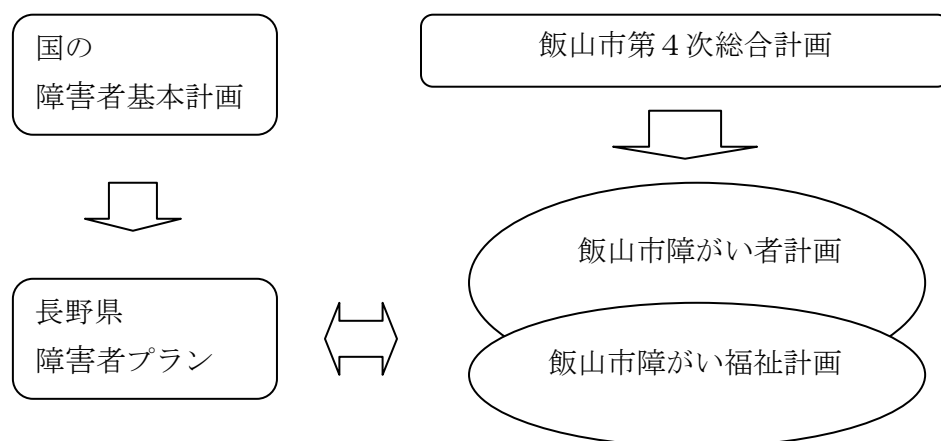 国の
障害者基本計画
飯山市第４次総合計画
長野県
障害者プラン
飯山市障がい者計画
飯山市障がい福祉計画